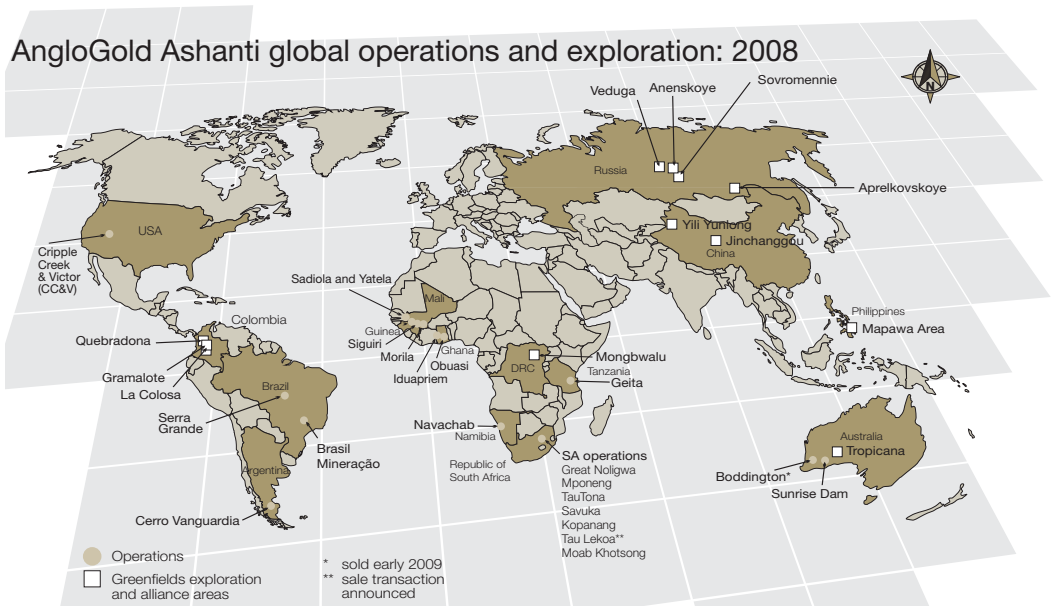 AngloGold Ashanti global operations and exploration: 2008
N
Veduga
Anenskoye
Sovromennie
Russia
Aprelkovskoye
USA
Yili Yunlong
Jinchanggou
China
Cripple
Creek
& Victor
(CC&V)
Sadiola and Yatela
Mali
Philippines
Mapawa Area
Colombia
Quebradona
Guinea
Siguiri
Morila
Ghana
Obuasi
Iduapriem
DRC
Mongbwalu
Tanzania
Geita
Gramalote
La Colosa
Brazil
Serra
Grande
Navachab
Namibia
Brasil
Mineração
Argentina
Republic of
South Africa
SA operations
Great Noligwa
Mponeng
TauTona
Savuka
Kopanang
Tau Lekoa**
Moab Khotsong
Australia
Tropicana
Boddington*
Sunrise Dam
Cerro Vanguardia
Operations
Greenfields exploration
and alliance areas
* sold early 2009
** sale transaction
announced